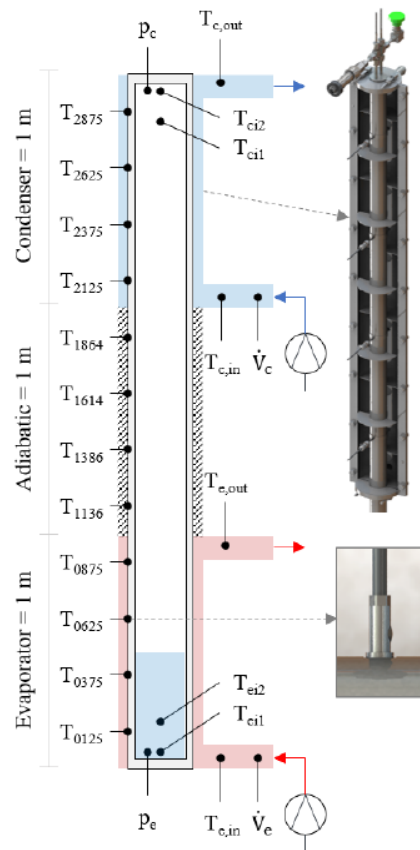 p_c
T_c,out
T_ci2
T_ci1
T_2875
T_2625
T_2375
T_2125
Condenser = 1 m
T_c,in
V̇_c
T_1864
T_1614
T_1386
T_1136
Adiabatic = 1 m
T_e,out
T_0875
T_0625
T_0375
T_0125
Evaporator = 1 m
T_ei2
T_ei1
p_e
T_e,in
V̇_e